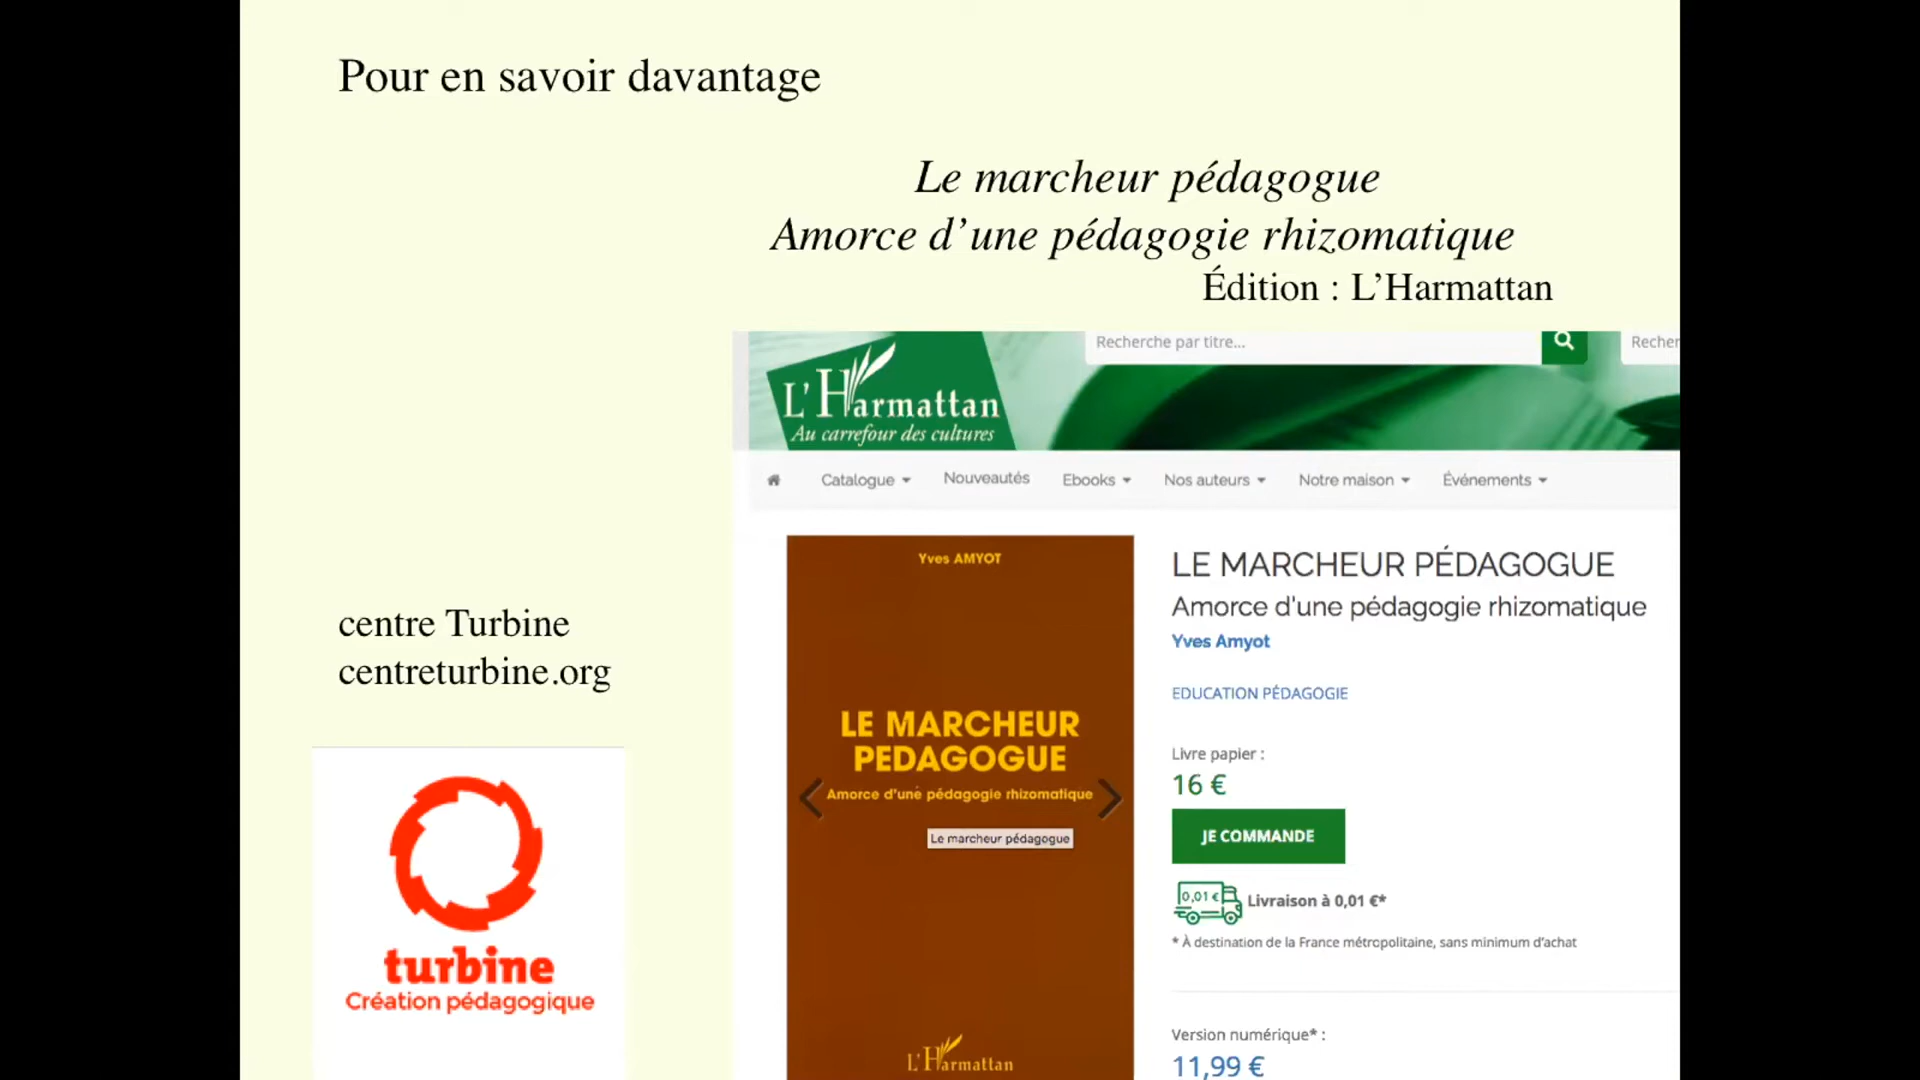 Pour en savoir davantage
Le marcheur pédagogue
Amorce d’une pédagogie rhizomatique
Édition : L’Harmattan
centre Turbine
centreturbine.org
turbine
Création pédagogique
Recherche par titre...
Recher
L'Harmattan
Au carrefour des cultures
Catalogue
Nouveautés
Ebooks
Nos auteurs
Notre maison
Événements
Yves AMYOT
LE MARCHEUR
PEDAGOGUE
Amorce d'une pédagogie rhizomatique
Le marcheur pédagogue
L'Harmattan
LE MARCHEUR PÉDAGOGUE
Amorce d'une pédagogie rhizomatique
Yves Amyot
EDUCATION PÉDAGOGIE
Livre papier :
16 €
JE COMMANDE
0,01 €
Livraison à 0,01 €*
* À destination de la France métropolitaine, sans minimum d'achat
Version numérique* :
11,99 €